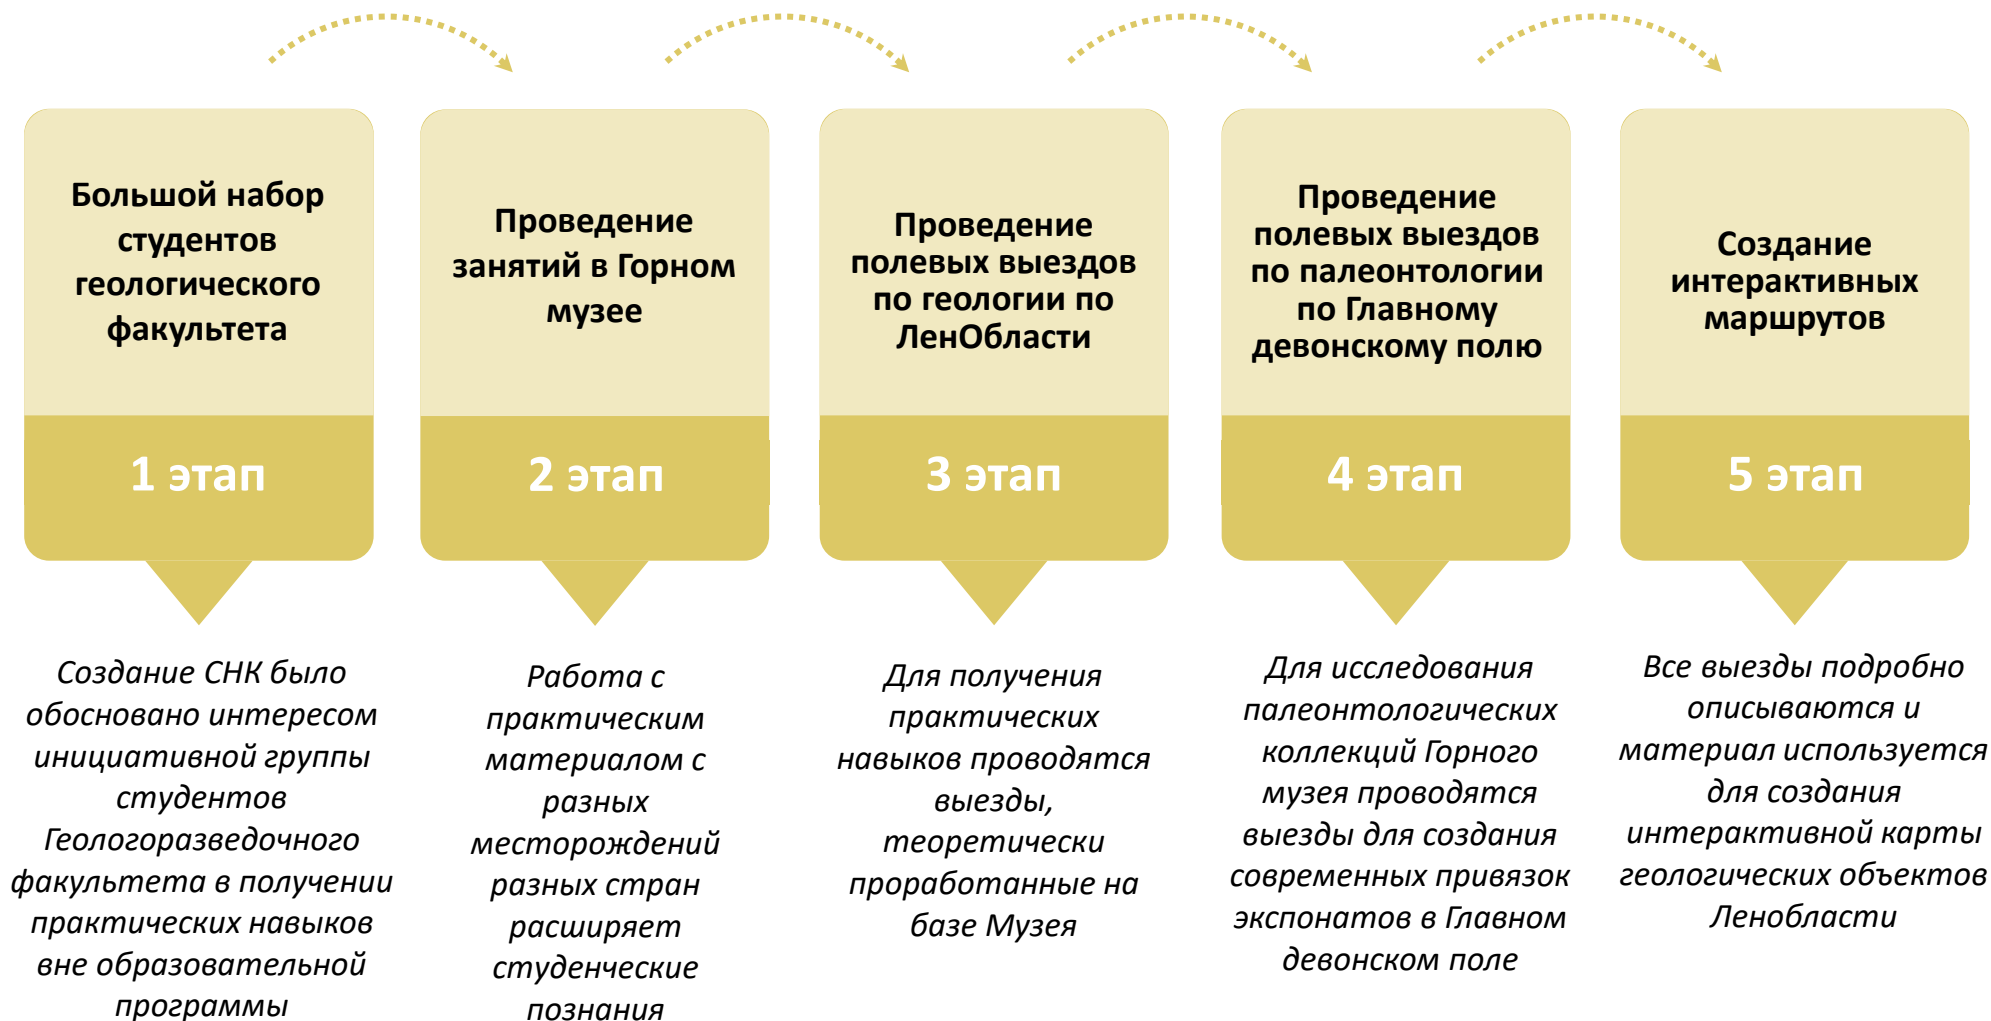 Большой набор
студентов
геологического
факультета
1 этап
Создание СНК было
обосновано интересом
инициативной группы
студентов
Геологоразведочного
факультета в получении
практических навыков
вне образовательной
программы
Проведение
занятий в Горном
музее
2 этап
Работа с
практическим
материалом с
разных
месторождений
разных стран
расширяет
студенческие
познания
Проведение
полевых выездов
по геологии по
ЛенОбласти
3 этап
Для получения
практических
навыков проводятся
выезды,
теоретически
проработанные на
базе Музея
Проведение
полевых выездов
по палеонтологии
по Главному
девонскому полю
4 этап
Для исследования
палеонтологических
коллекций Горного
музея проводятся
выезды для создания
современных привязок
экспонатов в Главном
девонском поле
Создание
интерактивных
маршрутов
5 этап
Все выезды подробно
описываются и
материал используется
для создания
интерактивной карты
геологических объектов
Ленобласти